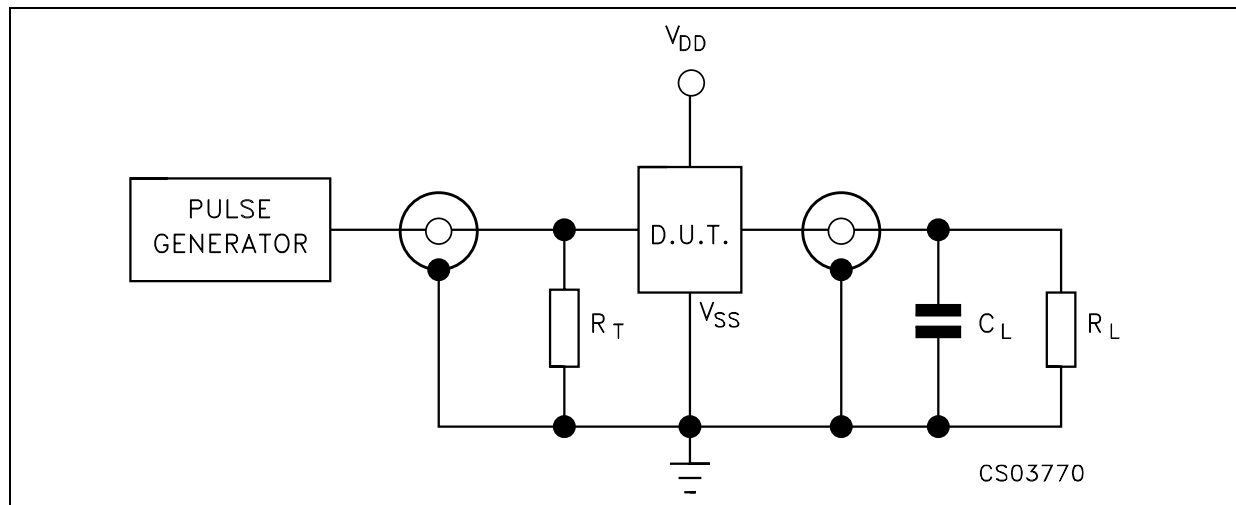 VDD
PULSE
GENERATOR
D.U.T.
VSS
RT
CL
RL
CS03770